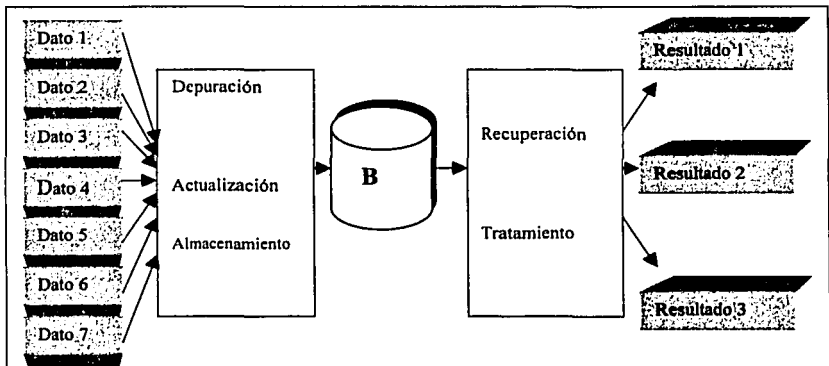 Dato 1
Dato 2
Dato 3
Dato 4
Dato 5
Dato 6
Dato 7
Depuración
Actualización
Almacenamiento
B
Recuperación
Tratamiento
Resultado 1
Resultado 2
Resultado 3